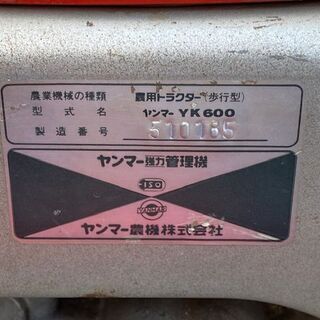 農業機械の種類 農用トラクター(歩行型)
型式名 ヤンマー YK600
製造番号 510165
ヤンマー強力管理機
ISO
YANMAR
ヤンマー農機株式会社